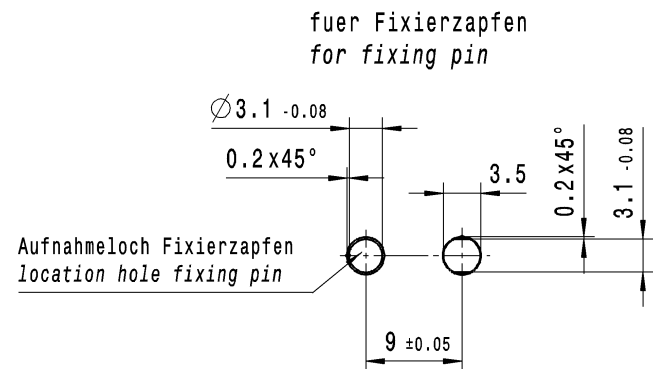 fuer Fixierzapfen
for fixing pin
∅3.1 -0.08
0.2x45°
3.5
0.2x45°
3.1 -0.08
Aufnahmeloch Fixierzapfen
location hole fixing pin
9 ±0.05